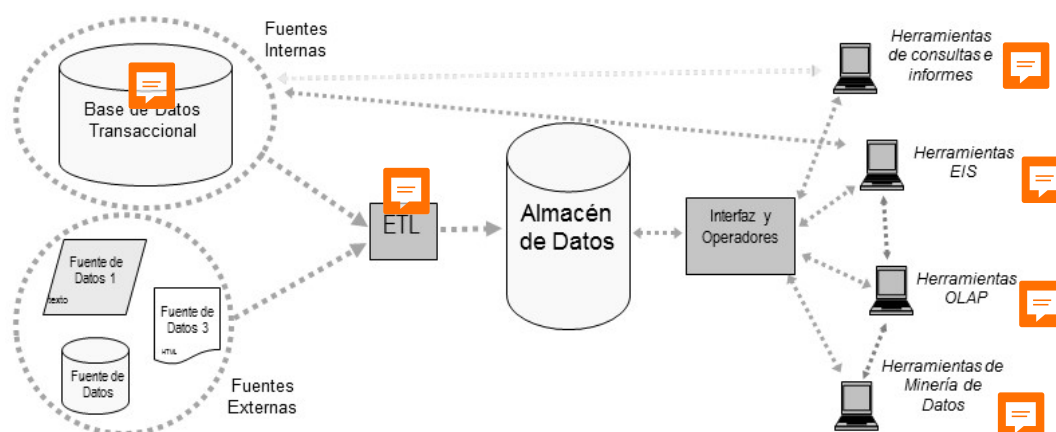 Fuentes
Internas
Base de Datos
Transaccional
Herramientas
de consultas e
informes
Herramientas
EIS
ETL
Almacén
de Datos
Interfaz y
Operadores
Fuente de
Datos 1
texto
Fuente de
Datos 3
HTML
Fuente de
Datos
Fuentes
Externas
Herramientas
OLAP
Herramientas de
Minería de
Datos